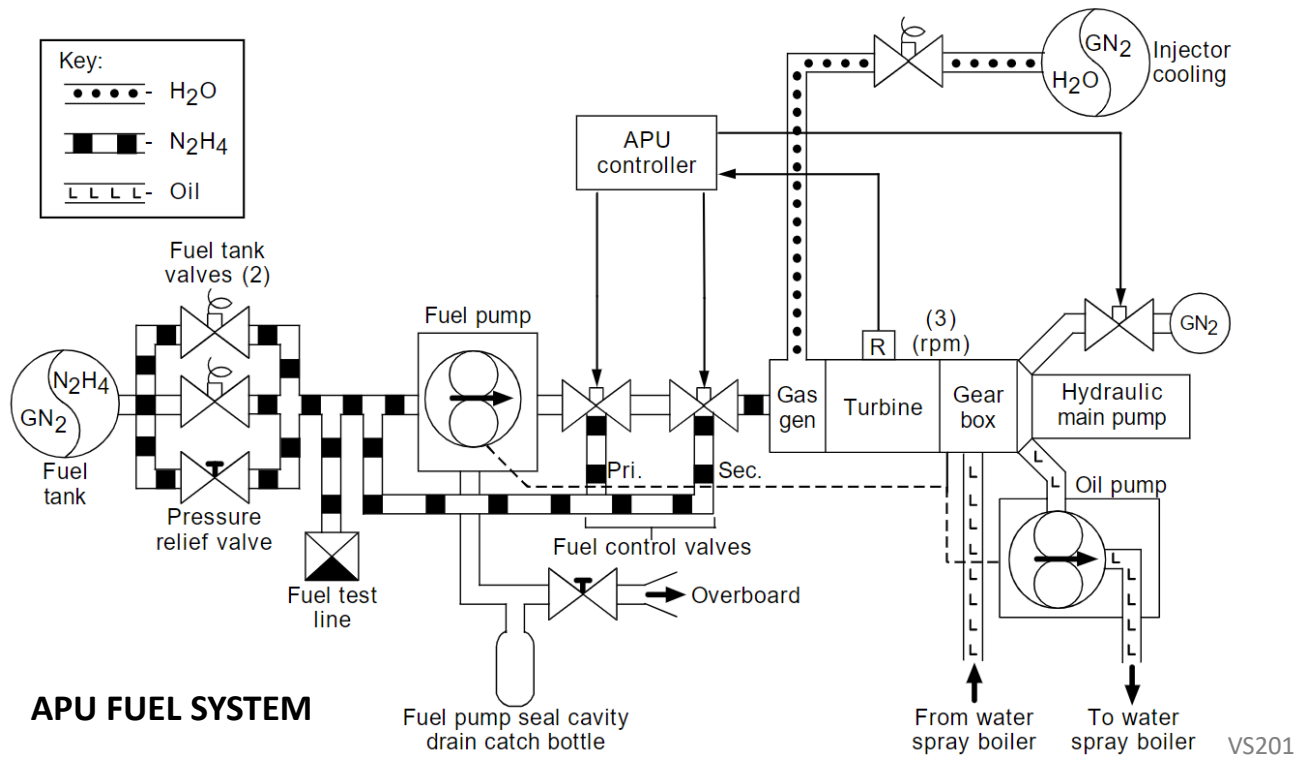 Key:
H2O
N2H4
Oil
GN2
H2O
Injector
cooling
APU
controller
Fuel tank
valves (2)
Fuel pump
(3)
(rpm)
R
GN2
N2H4
GN2
Fuel
tank
Gas
gen
Turbine
Gear
box
Hydraulic
main pump
Pri.
Sec.
Oil pump
Pressure
relief valve
Fuel control valves
Fuel test
line
Overboard
APU FUEL SYSTEM
Fuel pump seal cavity
drain catch bottle
From water
spray boiler
To water
spray boiler
VS201